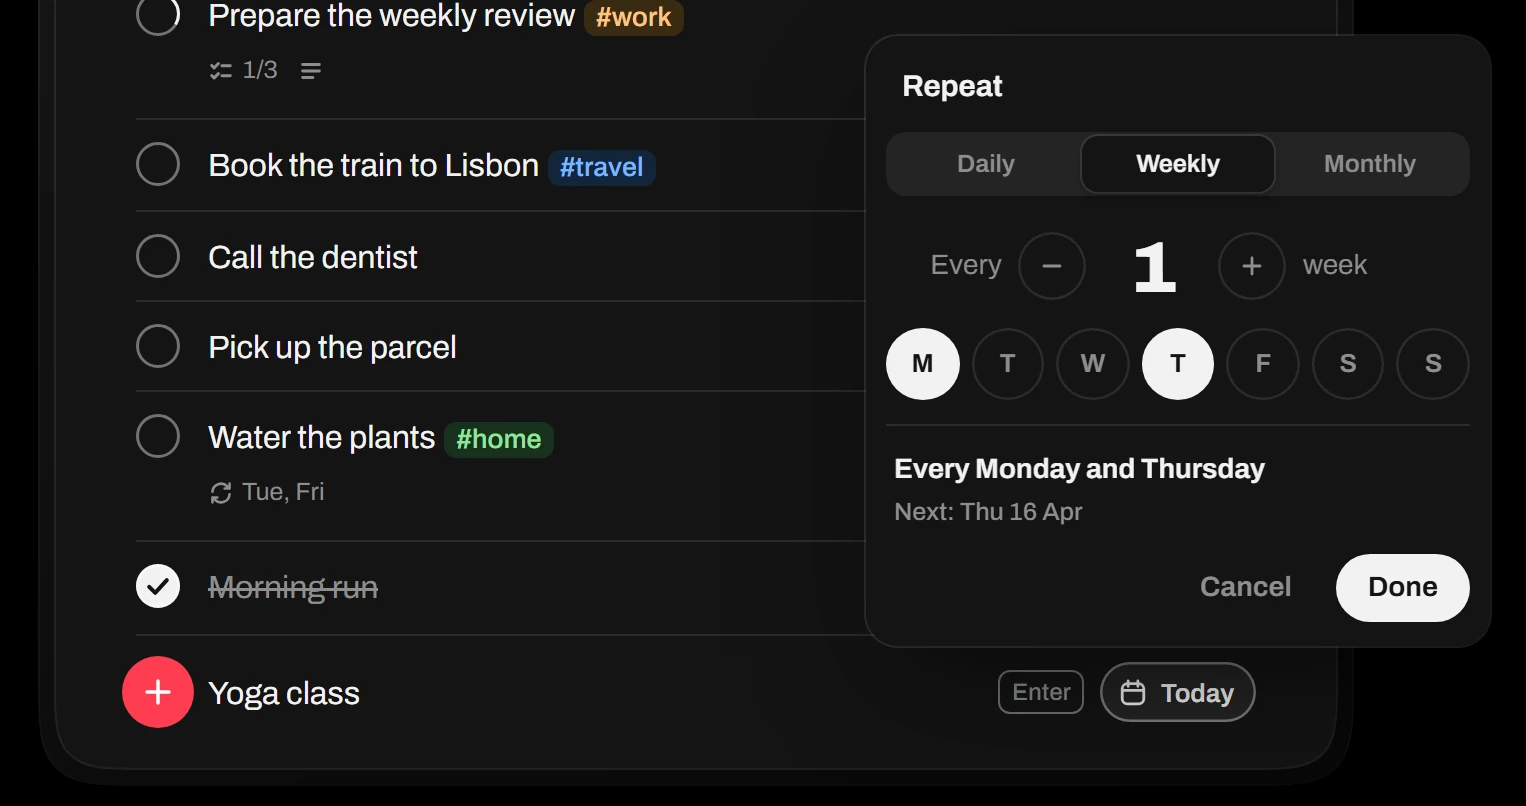 Prepare the weekly review #work
1/3
Book the train to Lisbon #travel
Call the dentist
Pick up the parcel
Water the plants #home
Tue, Fri
Morning run
Yoga class
Enter
Today
Repeat
Daily Weekly Monthly
Every − 1 + week
M T W T F S S
Every Monday and Thursday
Next: Thu 16 Apr
Cancel Done